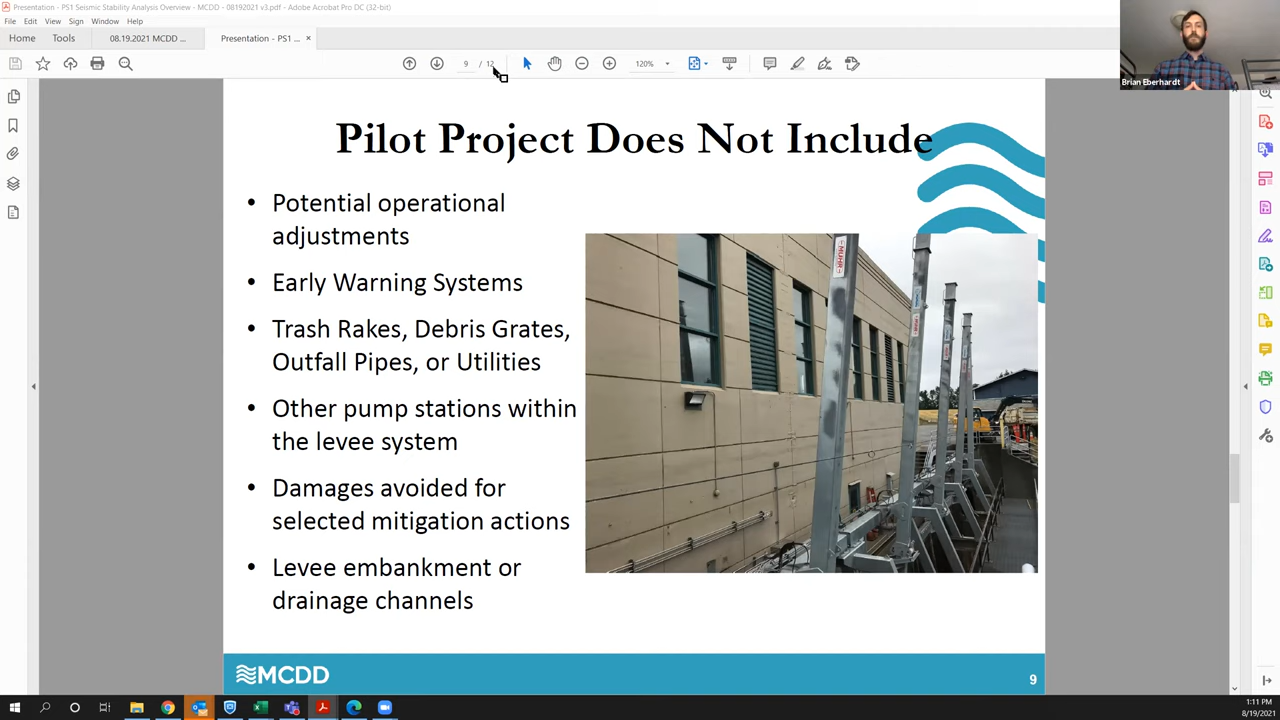 Presentation - PS1 Seismic Stability Analysis Overview - MCDD - 08192021 v3.pdf - Adobe Acrobat Pro DC (32-bit)
File Edit View Sign Window Help
Home Tools 08.19.2021 MCDD ... Presentation - PS1 ... ×
9 / 12 120%
Brian Eberhardt
Pilot Project Does Not Include
• Potential operational
adjustments
• Early Warning Systems
• Trash Rakes, Debris Grates,
Outfall Pipes, or Utilities
• Other pump stations within
the levee system
• Damages avoided for
selected mitigation actions
• Levee embankment or
drainage channels
MUHR
MCDD
9
1:11 PM
8/19/2021